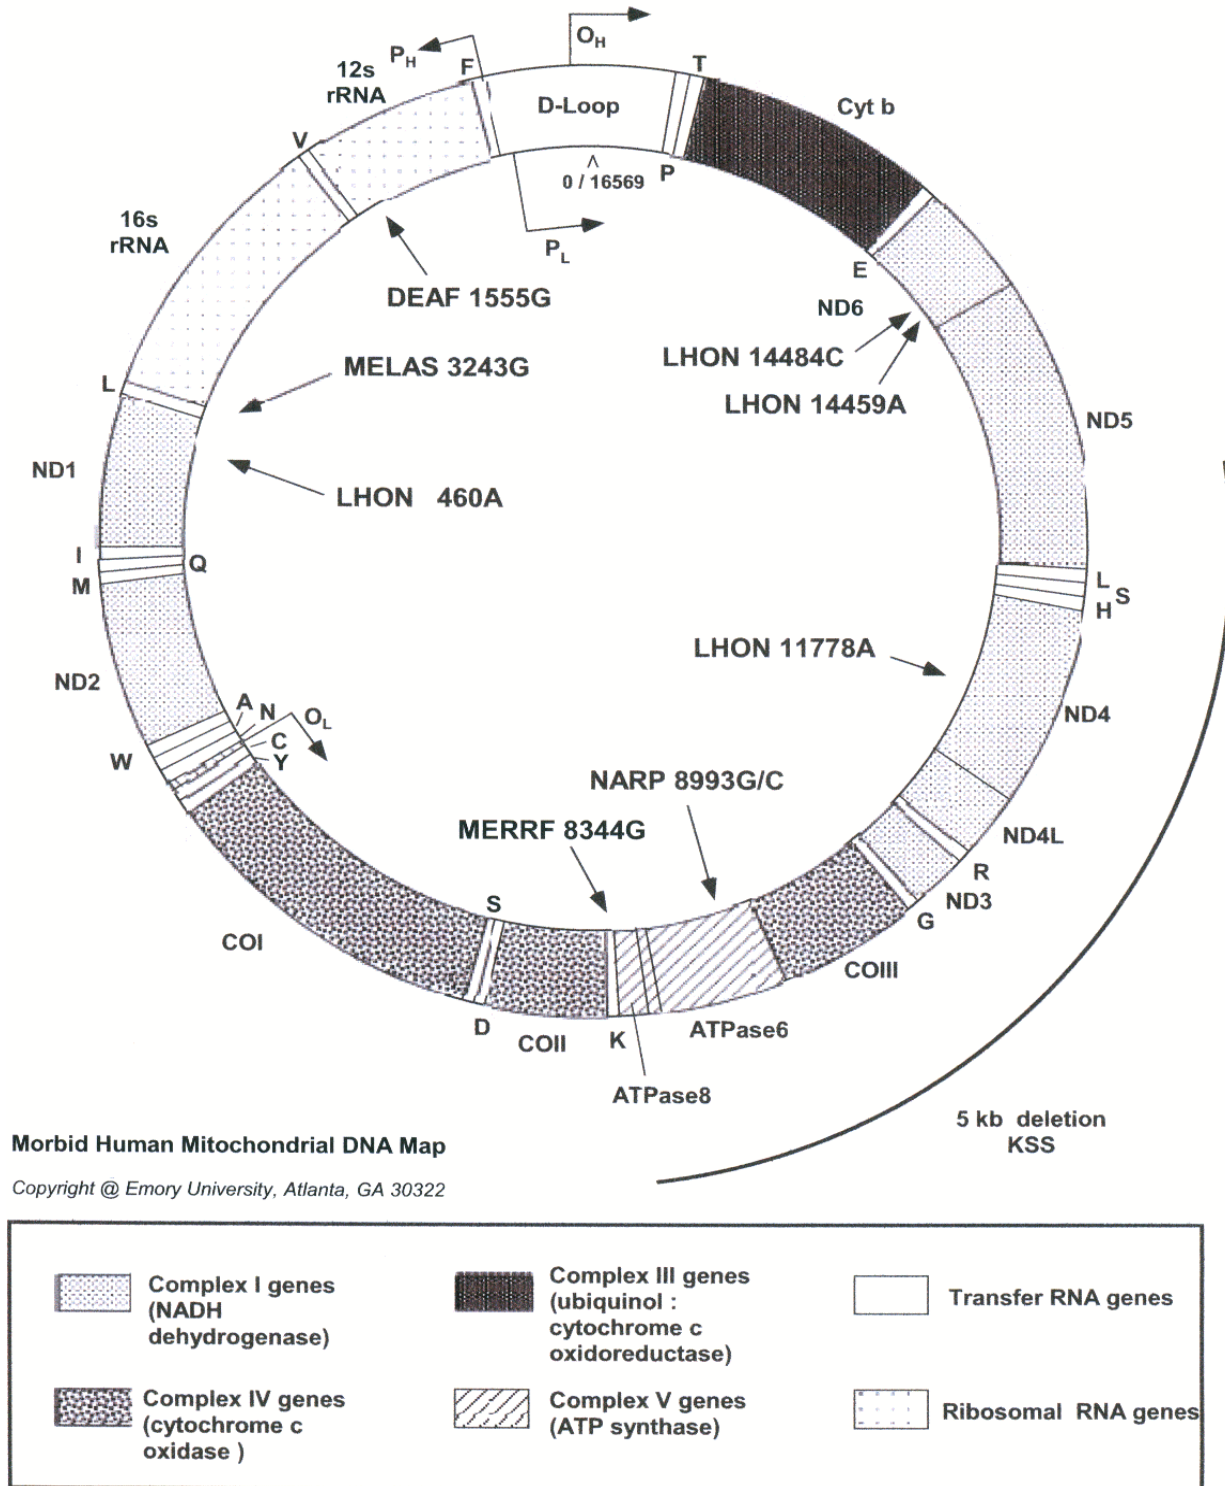 O_H
P_H
F
T
12s
rRNA
D-Loop
Cyt b
V
P
0 / 16569
16s
rRNA
P_L
E
DEAF 1555G
ND6
LHON 14484C
MELAS 3243G
L
LHON 14459A
ND5
ND1
LHON 460A
I
Q
M
L
S
H
LHON 11778A
ND2
A
N
O_L
C
Y
W
ND4
NARP 8993G/C
MERRF 8344G
ND4L
R
ND3
G
S
COI
COIII
D
COII
K
ATPase6
ATPase8
5 kb deletion
KSS
Morbid Human Mitochondrial DNA Map
Copyright @ Emory University, Atlanta, GA 30322
Complex I genes
(NADH
dehydrogenase)
Complex III genes
(ubiquinol :
cytochrome c
oxidoreductase)
Transfer RNA genes
Complex IV genes
(cytochrome c
oxidase )
Complex V genes
(ATP synthase)
Ribosomal RNA genes